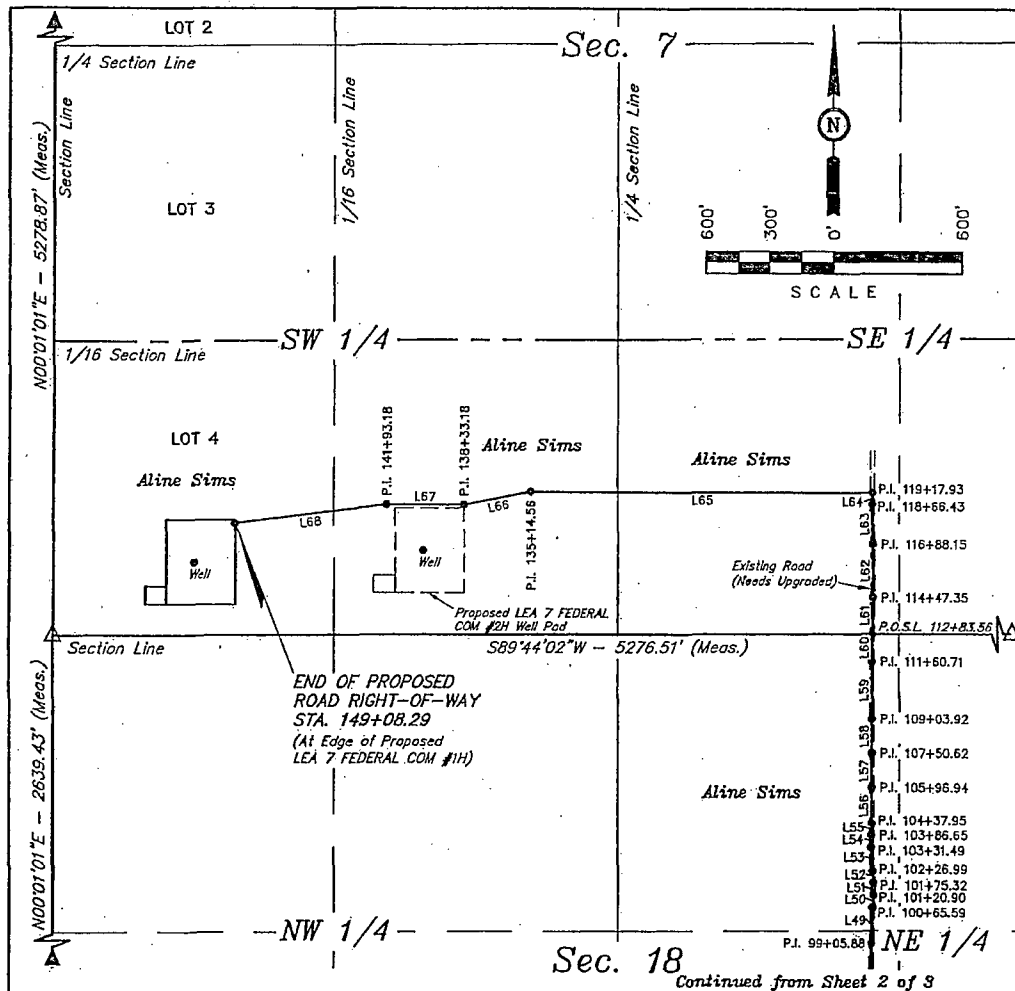 LOT 2
Sec. 7
1/4 Section Line
Section Line
1/16 Section Line
1/4 Section Line
N
N00°01'01"E - 5278.87' (Meas.)
LOT 3
600'
300'
0'
600'
SCALE
SW 1/4
SE 1/4
1/16 Section Line
LOT 4
Aline Sims
P.I. 141+93.18
P.I. 138+33.18
Aline Sims
Aline Sims
L68
L67
L66
P.I. 135+14.56
L65
L64
P.I. 119+17.93
P.I. 118+66.43
L63
P.I. 116+88.15
Well
Well
Existing Road
(Needs Upgraded)
L62
P.I. 114+47.35
Proposed LEA 7 FEDERAL
COM #2H Well Pad
L61
P.O.S.L. 112+83.56
Section Line
S89°44'02"W - 5276.51' (Meas.)
L60
P.I. 111+60.71
END OF PROPOSED
ROAD RIGHT-OF-WAY
STA. 149+08.29
(At Edge of Proposed
LEA 7 FEDERAL COM #1H)
N00°01'01"E - 2639.43' (Meas.)
L59
P.I. 109+03.92
L58
P.I. 107+50.62
L57
P.I. 105+96.94
Aline Sims
L56
P.I. 104+37.95
L55
P.I. 103+86.65
L54
P.I. 103+31.49
L53
P.I. 102+26.99
L52
P.I. 101+75.32
L51
P.I. 101+20.90
L50
P.I. 100+65.59
L49
P.I. 99+05.88
NW 1/4
NE 1/4
Sec. 18
Continued from Sheet 2 of 3